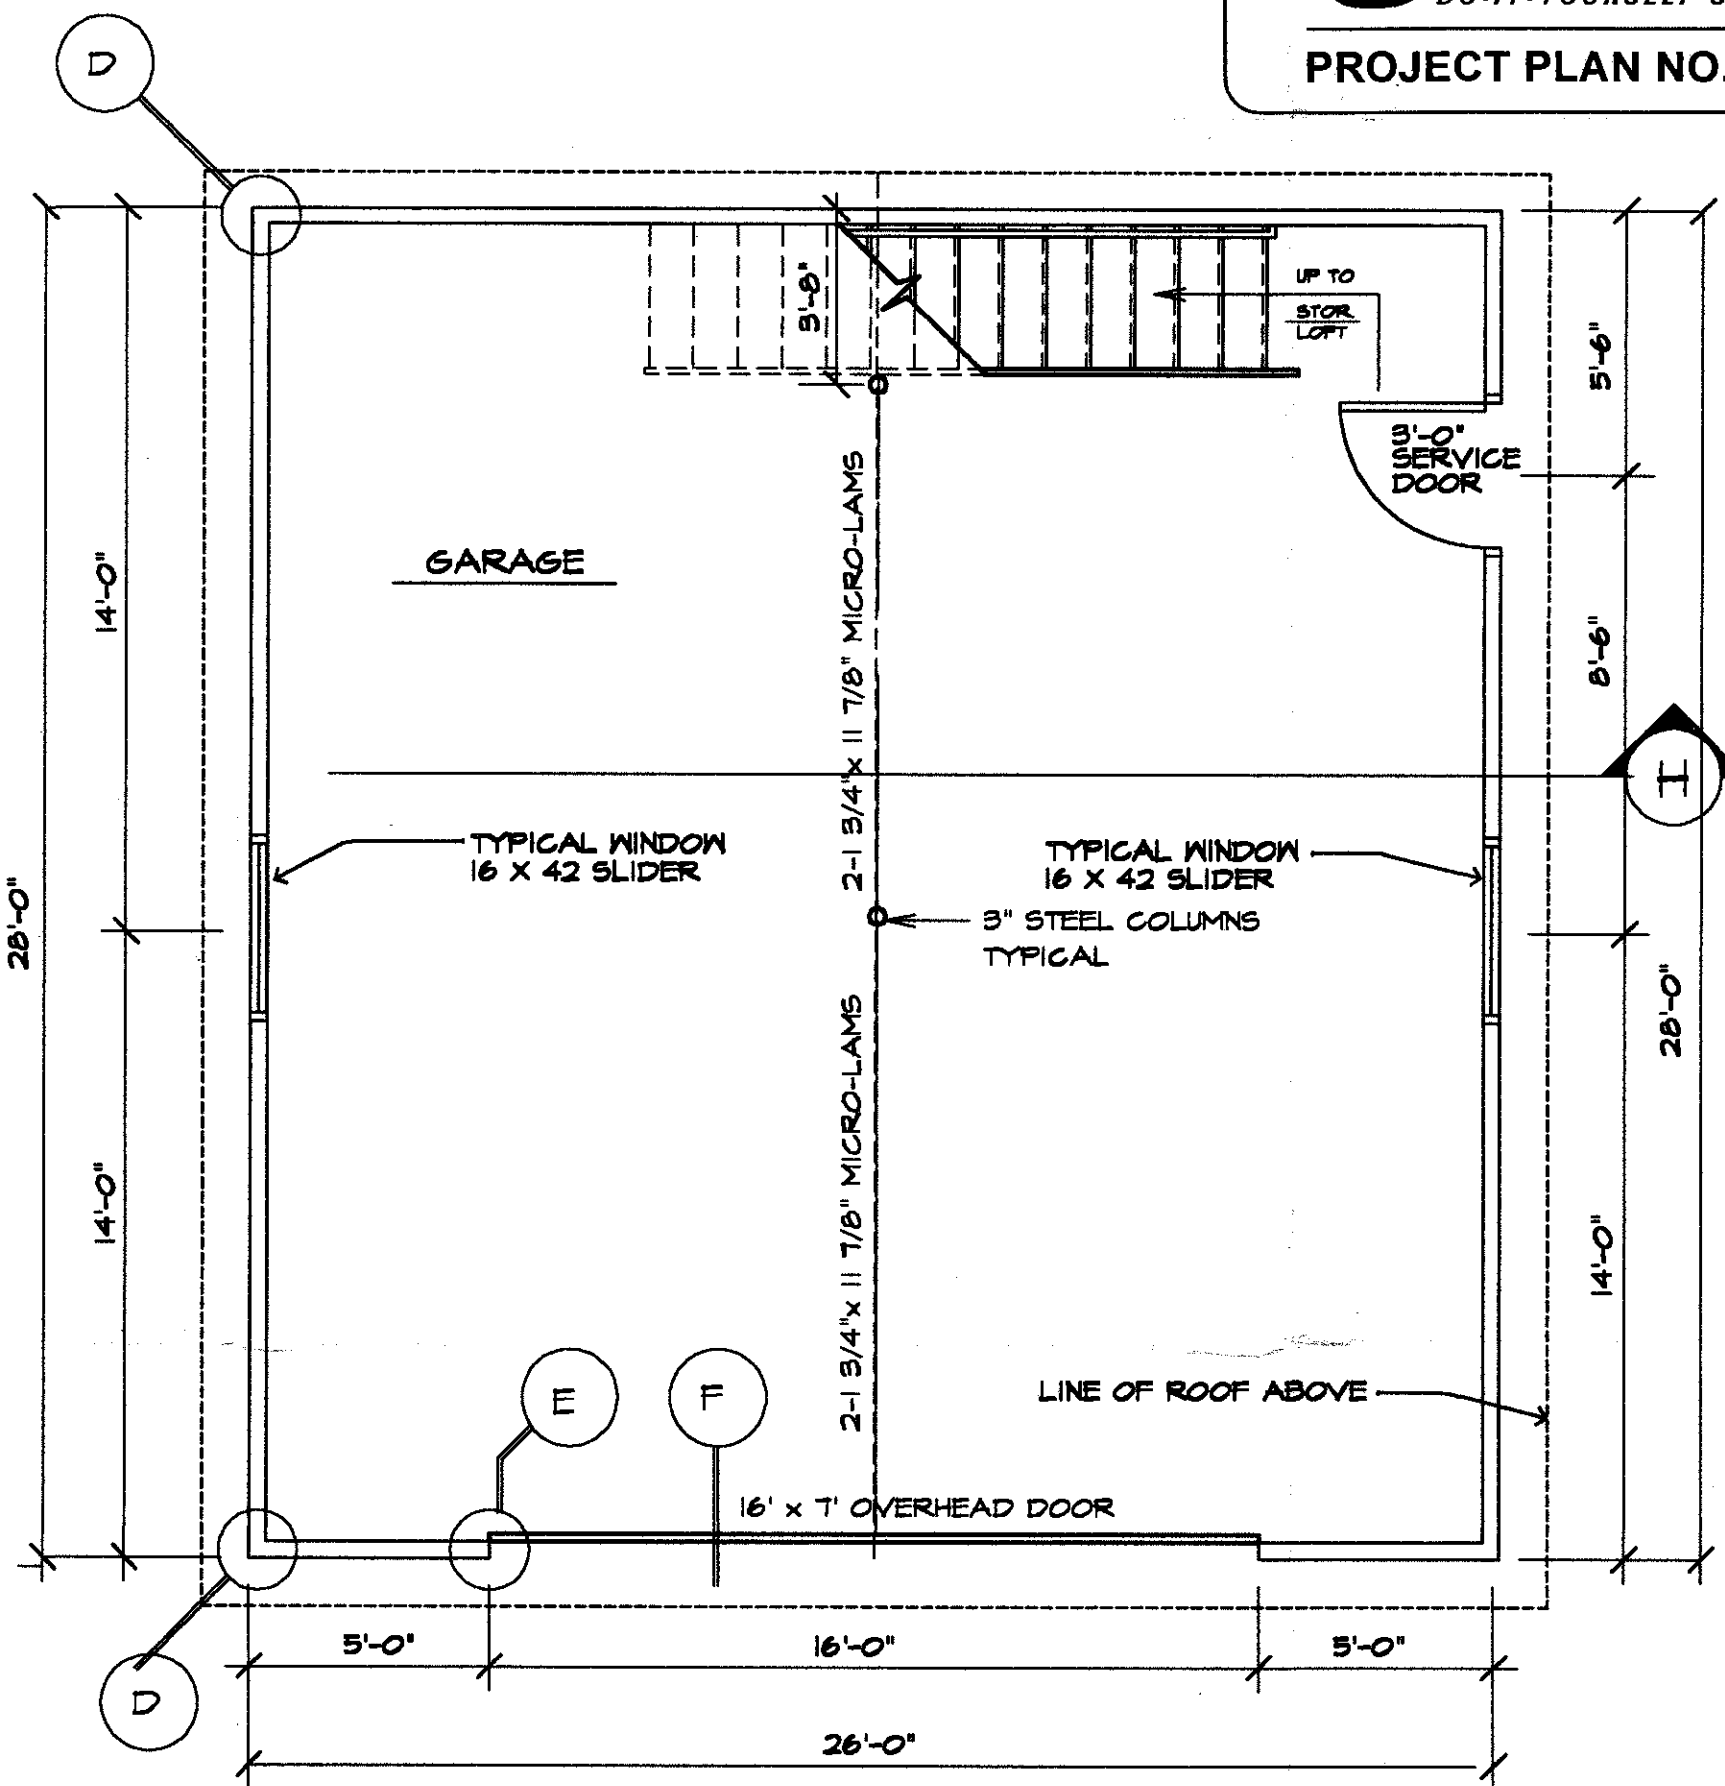 PROJECT PLAN NO.
D
3'-8"
UP TO
STOR
LOFT
5'-6"
3'-0"
SERVICE
DOOR
14'-0"
GARAGE
2-1 3/4" x 11 7/8" MICRO-LAMS
8'-6"
H
28'-0"
TYPICAL WINDOW
16 X 42 SLIDER
TYPICAL WINDOW
16 X 42 SLIDER
3" STEEL COLUMNS
TYPICAL
28'-0"
14'-0"
2-1 3/4" x 11 7/8" MICRO-LAMS
14'-0"
E
F
LINE OF ROOF ABOVE
16' x 7' OVERHEAD DOOR
5'-0"
16'-0"
5'-0"
D
26'-0"